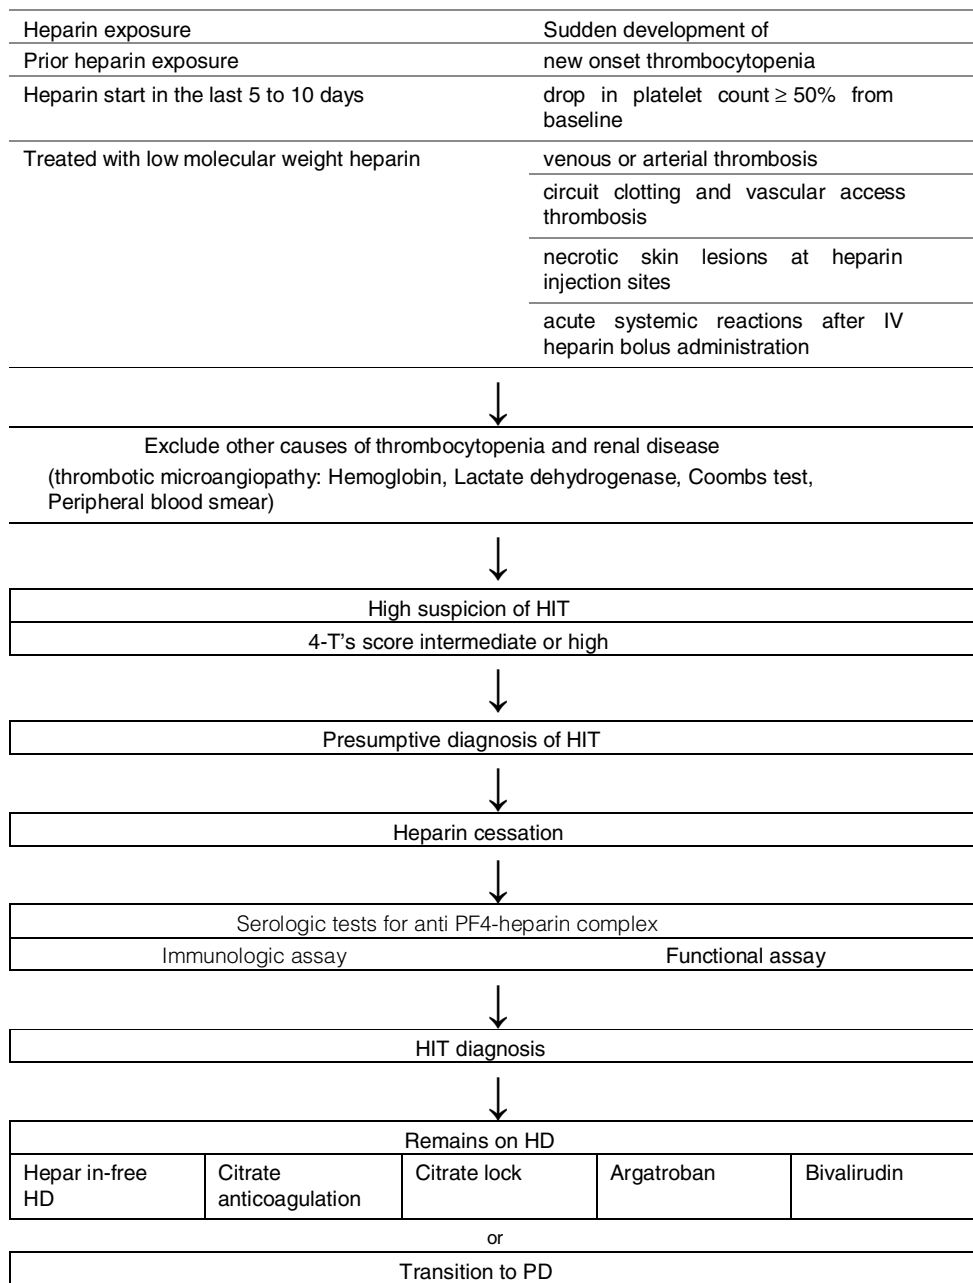 Heparin exposure
Sudden development of
Prior heparin exposure
new onset thrombocytopenia
Heparin start in the last 5 to 10 days
drop in platelet count ≥ 50% from
baseline
Treated with low molecular weight heparin
venous or arterial thrombosis
circuit clotting and vascular access
thrombosis
necrotic skin lesions at heparin
injection sites
acute systemic reactions after IV
heparin bolus administration
Exclude other causes of thrombocytopenia and renal disease
(thrombotic microangiopathy: Hemoglobin, Lactate dehydrogenase, Coombs test,
Peripheral blood smear)
High suspicion of HIT
4-T's score intermediate or high
Presumptive diagnosis of HIT
Heparin cessation
Serologic tests for anti PF4-heparin complex
Immunologic assay
Functional assay
HIT diagnosis
Remains on HD
Hepar in-free
HD
Citrate
anticoagulation
Citrate lock
Argatroban
Bivalirudin
or
Transition to PD